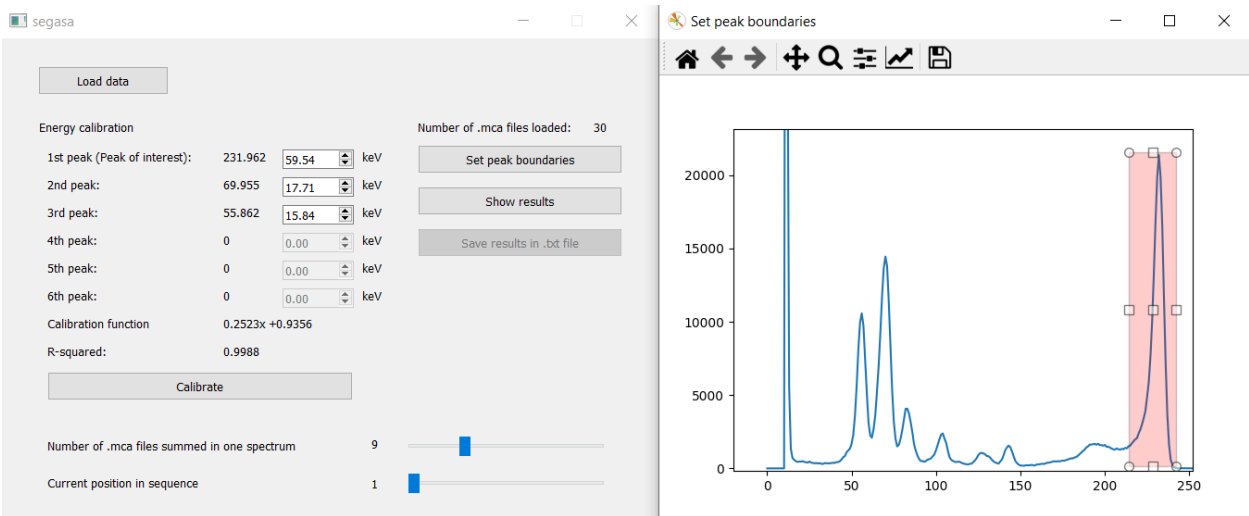 segasa
Load data
Energy calibration
1st peak (Peak of interest): 231.962 59.54 keV
2nd peak: 69.955 17.71 keV
3rd peak: 55.862 15.84 keV
4th peak: 0 0.00 keV
5th peak: 0 0.00 keV
6th peak: 0 0.00 keV
Calibration function 0.2523x +0.9356
R-squared: 0.9988
Calibrate
Number of .mca files summed in one spectrum 9
Current position in sequence 1
Number of .mca files loaded: 30
Set peak boundaries
Show results
Save results in .txt file
Set peak boundaries
20000
15000
10000
5000
0
0 50 100 150 200 250